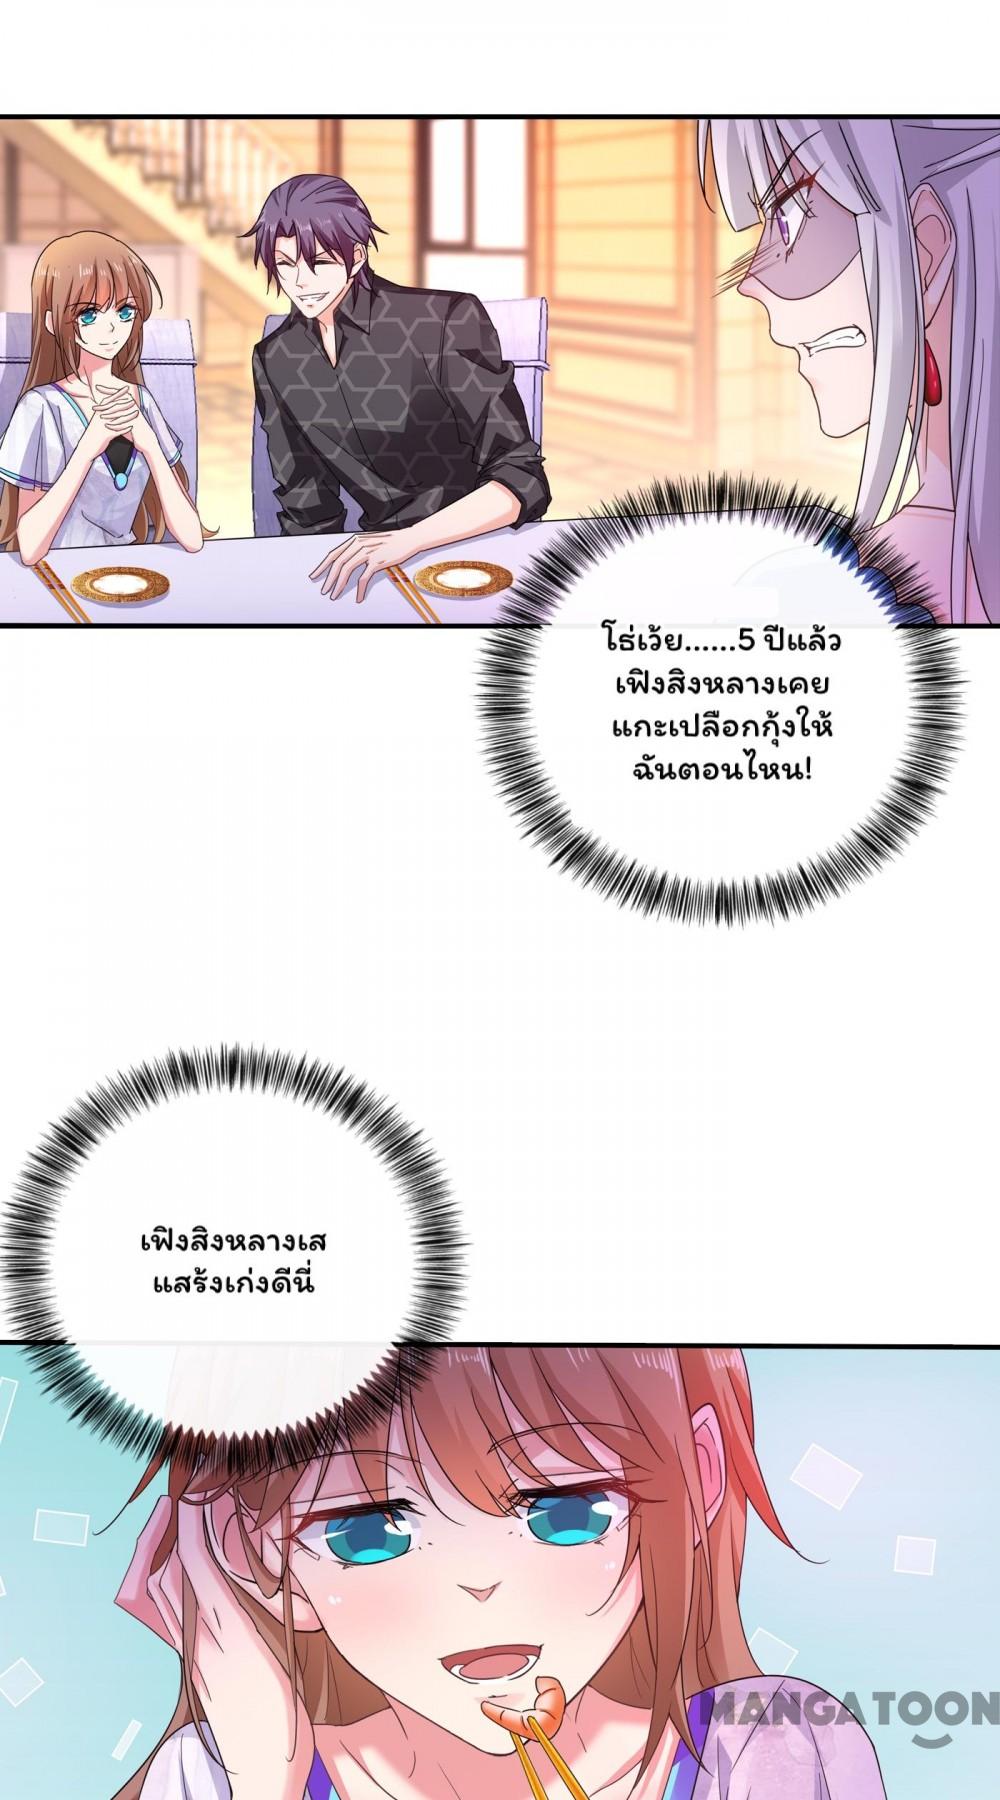 โธ่เว้ย......5 ปีแล้ว
เฟิงสิงหลางเคย
แกะเปลือกกุ้งให้
ฉันตอนไหน!
เฟิงสิงหลางเส
แสร้งเก่งดีนี่
MANGATOON